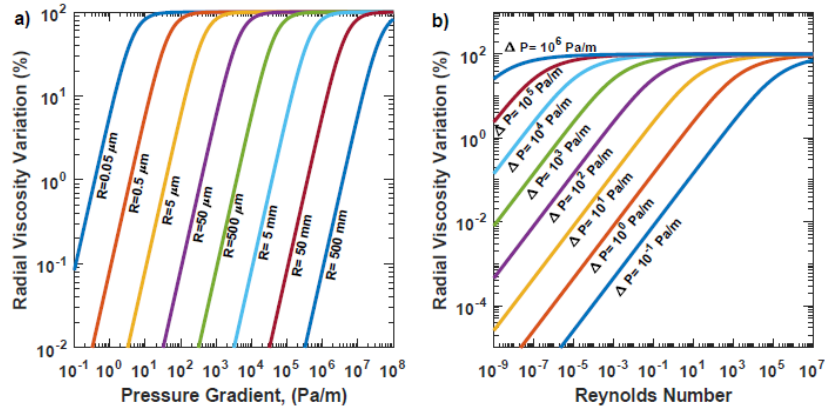 a)
Radial Viscosity Variation (%)
10^2
10^1
10^0
10^-1
10^-2
R=0.05 μm
R=0.5 μm
R=5 μm
R=50 μm
R=500 μm
R= 5 mm
R= 50 mm
R= 500 mm
10^-1 10^0 10^1 10^2 10^3 10^4 10^5 10^6 10^7 10^8
Pressure Gradient, (Pa/m)
b)
Radial Viscosity Variation (%)
10^2
10^0
10^-2
10^-4
Δ P= 10^6 Pa/m
Δ P= 10^5 Pa/m
Δ P= 10^4 Pa/m
Δ P= 10^3 Pa/m
Δ P= 10^2 Pa/m
Δ P= 10^1 Pa/m
Δ P= 10^0 Pa/m
Δ P= 10^-1 Pa/m
10^-9 10^-7 10^-5 10^-3 10^-1 10^1 10^3 10^5 10^7
Reynolds Number